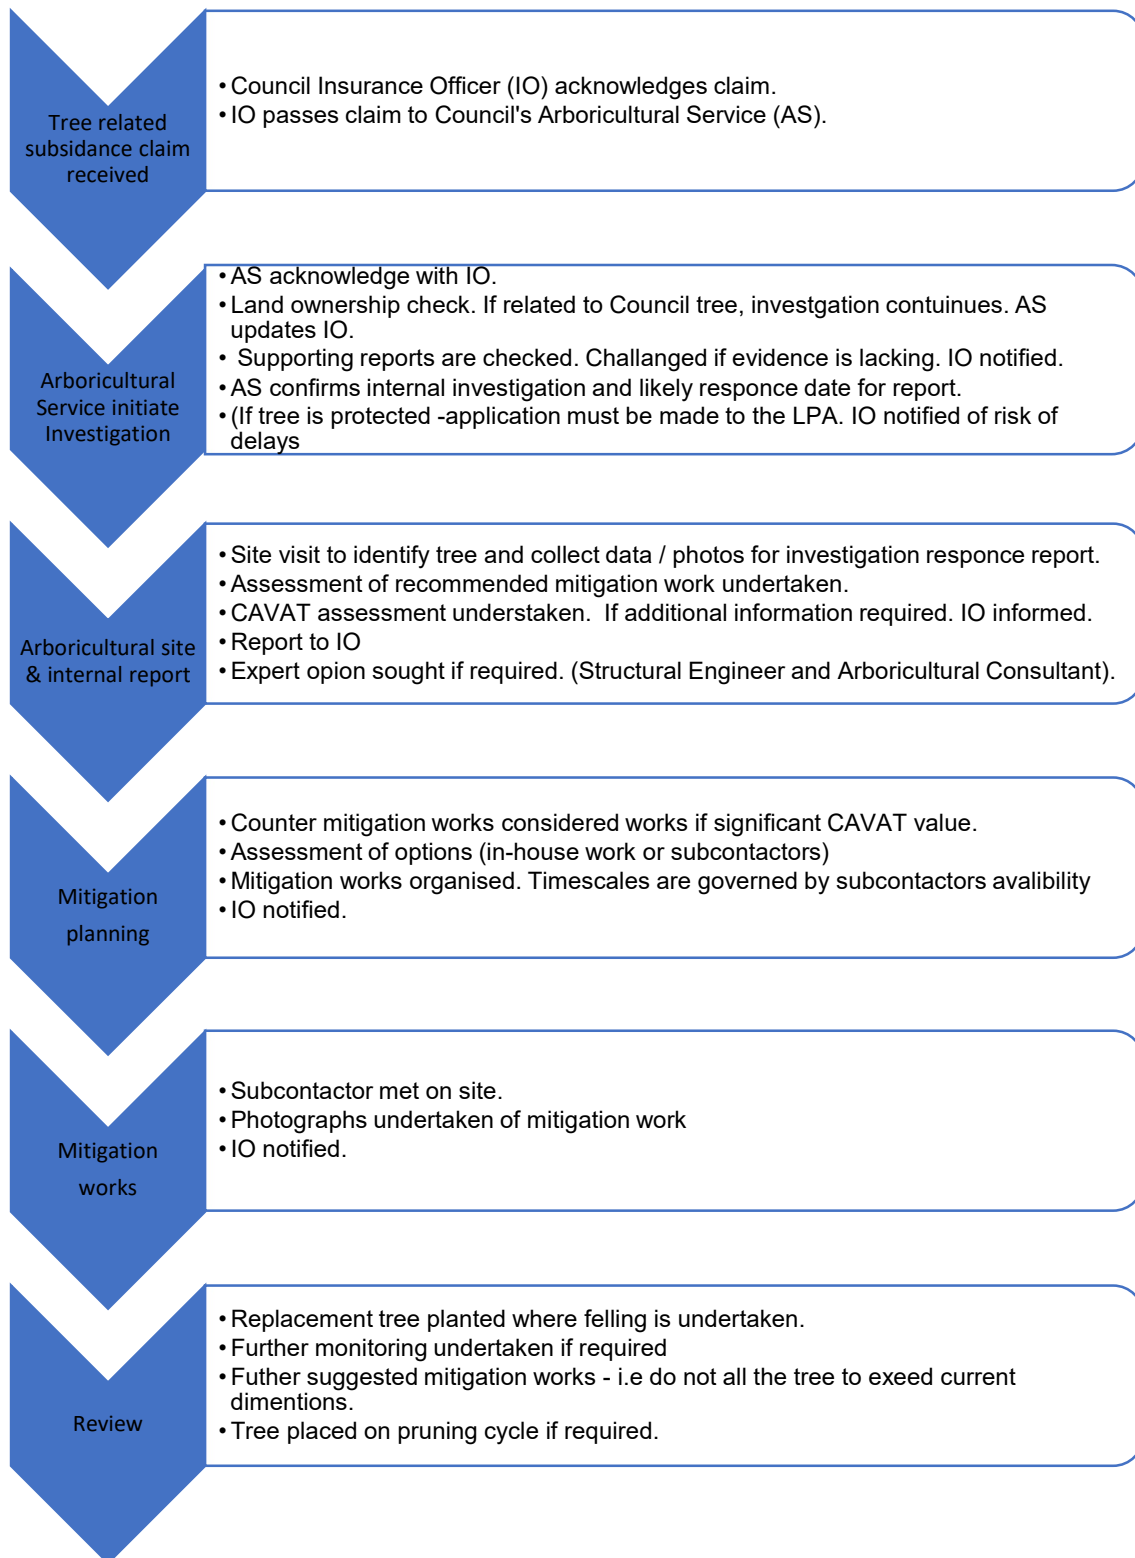 Tree related
subsidance claim
received
• Council Insurance Officer (IO) acknowledges claim.
• IO passes claim to Council's Arboricultural Service (AS).
Arboricultural
Service initiate
Investigation
• AS acknowledge with IO.
• Land ownership check. If related to Council tree, investgation contuinues. AS
updates IO.
• Supporting reports are checked. Challanged if evidence is lacking. IO notified.
• AS confirms internal investigation and likely responce date for report.
• (If tree is protected -application must be made to the LPA. IO notified of risk of
delays
Arboricultural site
& internal report
• Site visit to identify tree and collect data / photos for investigation responce report.
• Assessment of recommended mitigation work undertaken.
• CAVAT assessment understaken.  If additional information required. IO informed.
• Report to IO
• Expert opion sought if required. (Structural Engineer and Arboricultural Consultant).
Mitigation
planning
• Counter mitigation works considered works if significant CAVAT value.
• Assessment of options (in-house work or subcontactors)
• Mitigation works organised. Timescales are governed by subcontactors avalibility
• IO notified.
Mitigation
works
• Subcontactor met on site.
• Photographs undertaken of mitigation work
• IO notified.
Review
• Replacement tree planted where felling is undertaken.
• Further monitoring undertaken if required
• Futher suggested mitigation works - i.e do not all the tree to exeed current
dimentions.
• Tree placed on pruning cycle if required.